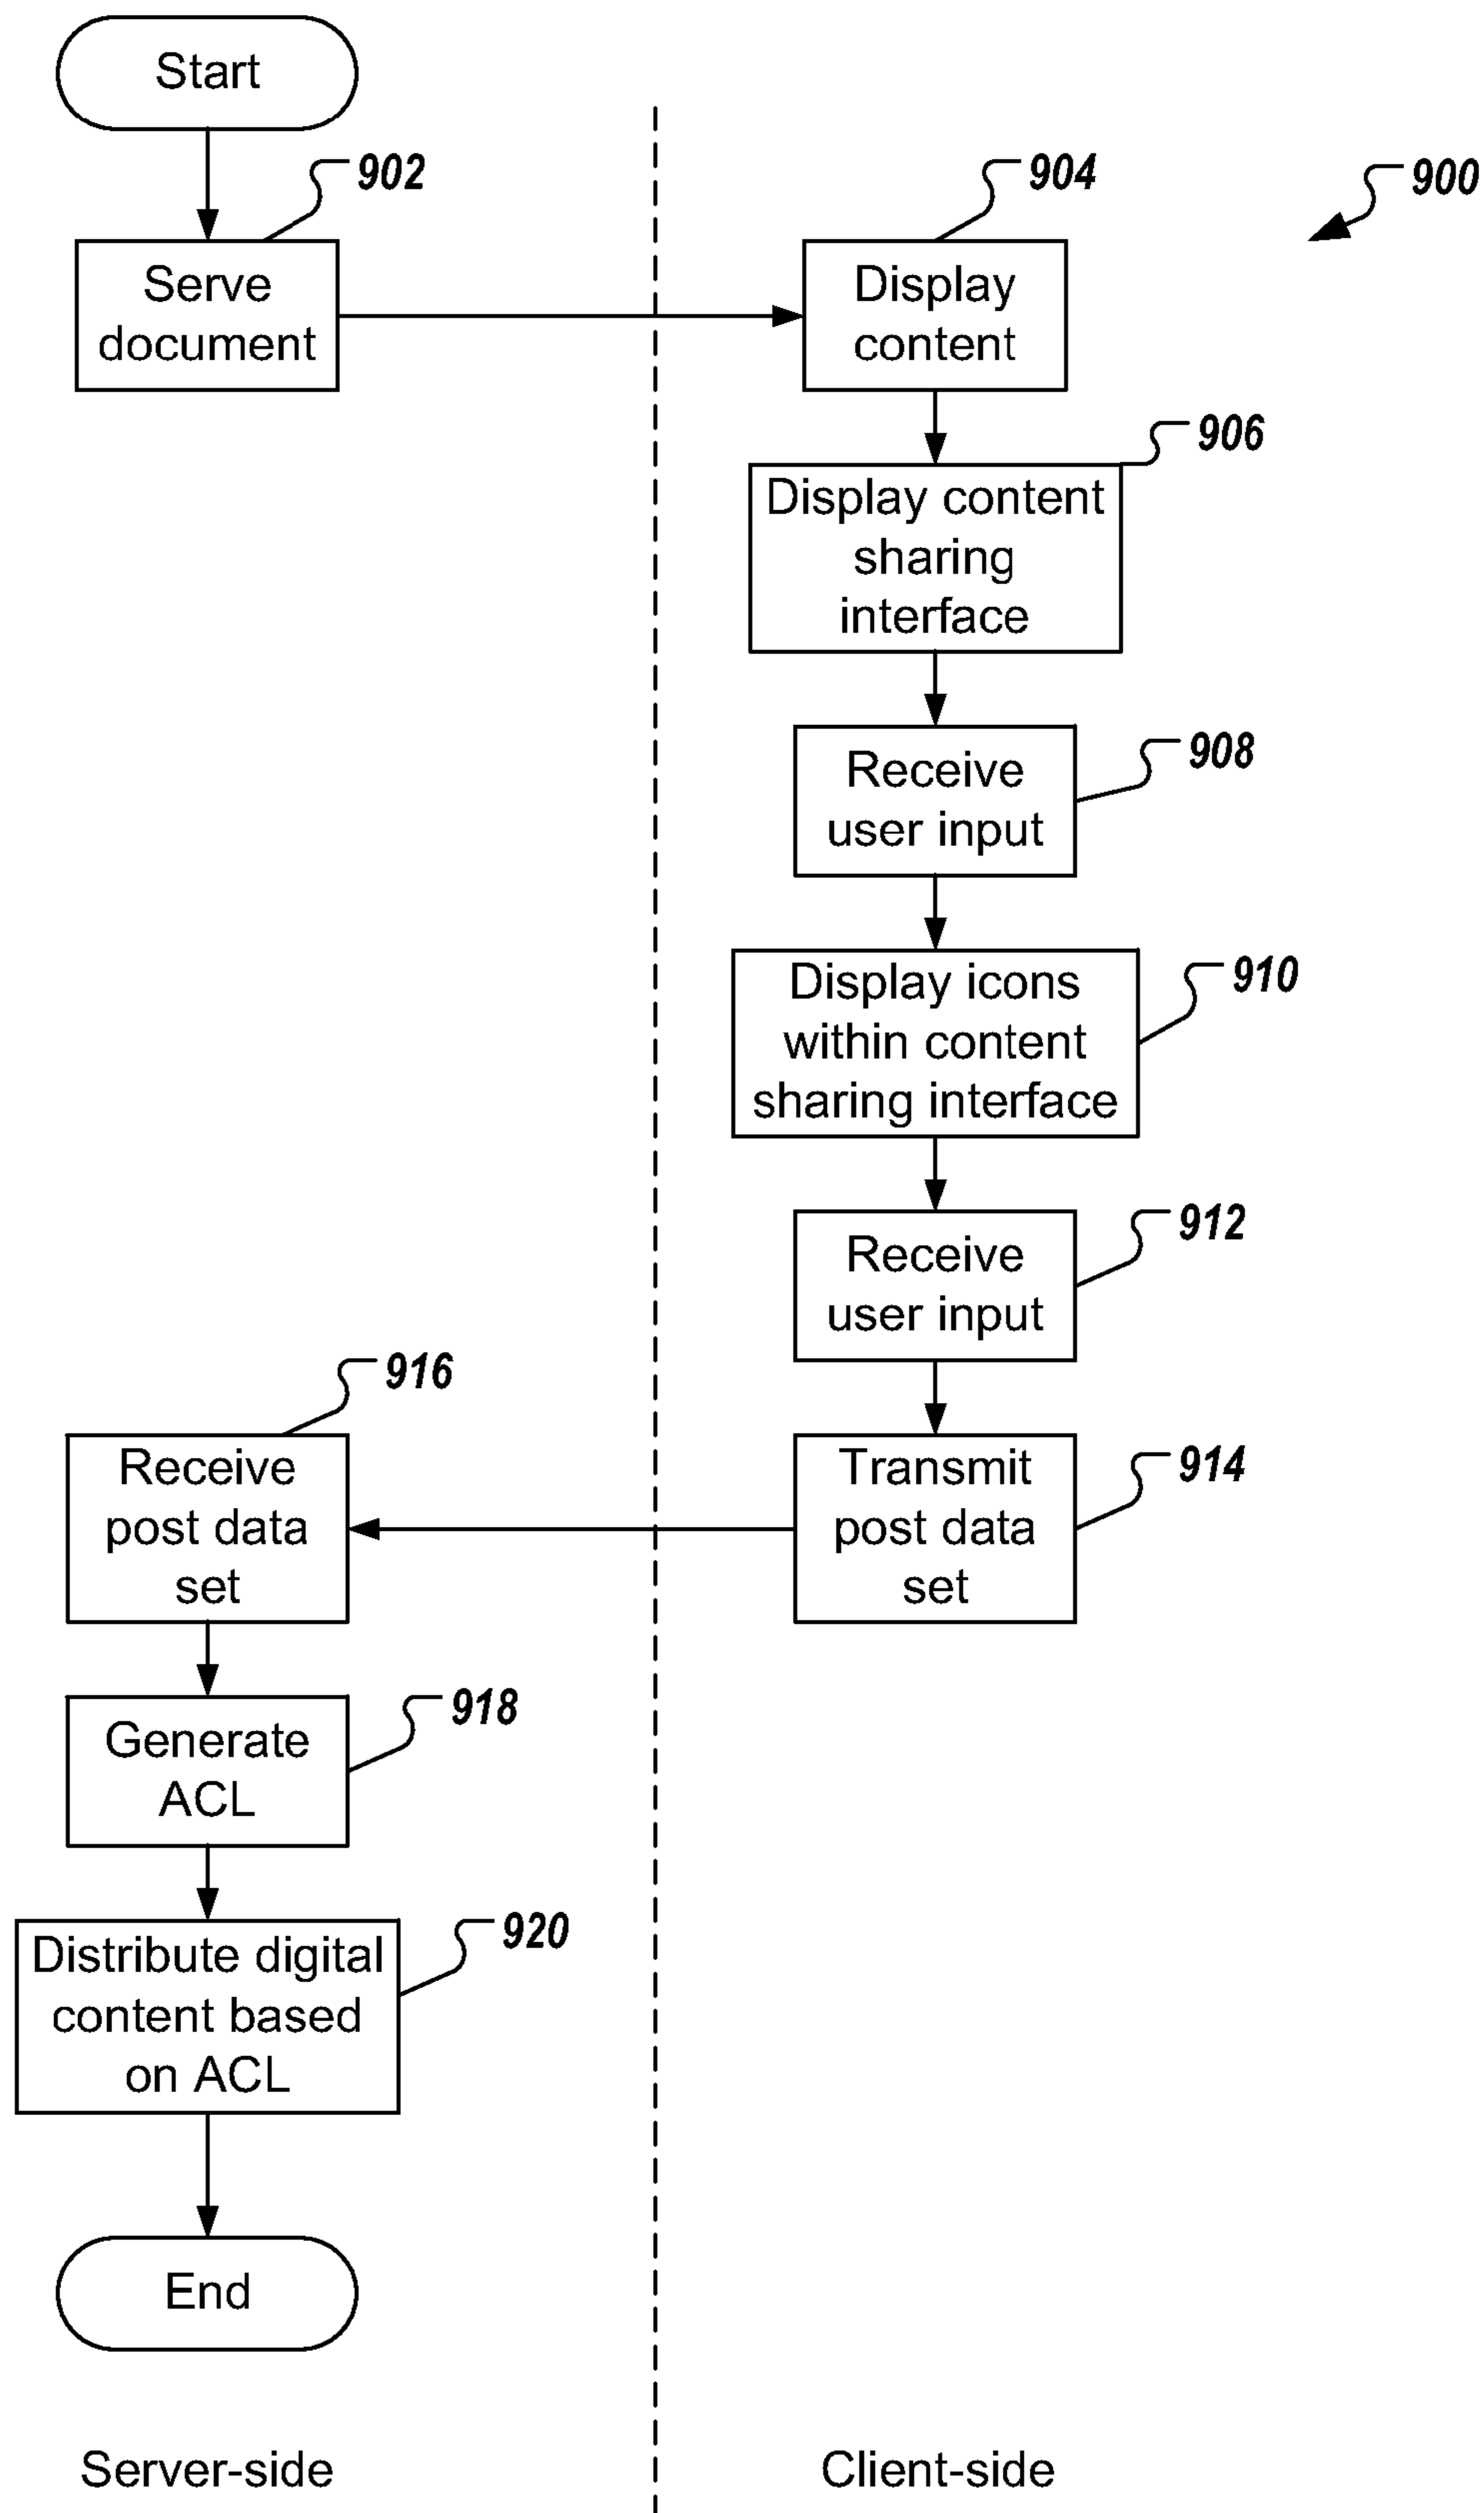 Start
902
904
900
Serve
document
Display
content
906
Display content
sharing
interface
908
Receive
user input
910
Display icons
within content
sharing interface
912
Receive
user input
916
914
Receive
post data
set
Transmit
post data
set
918
Generate
ACL
920
Distribute digital
content based
on ACL
End
Server-side
Client-side